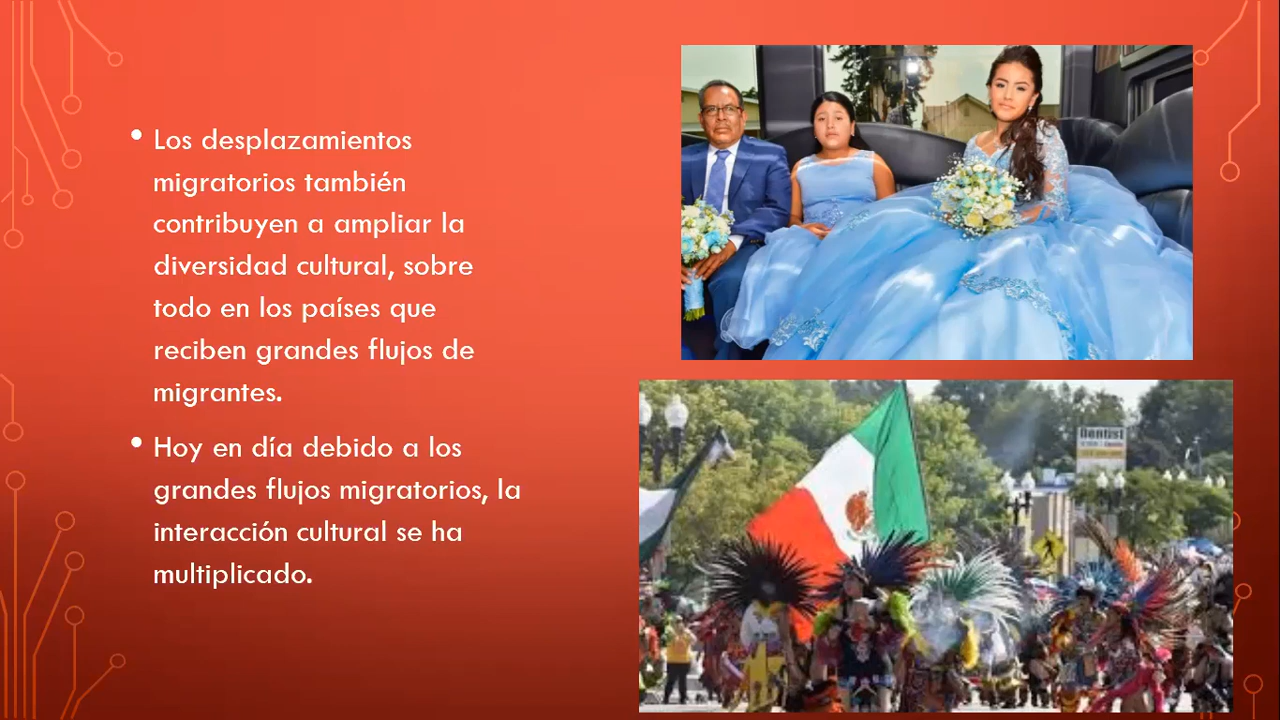 • Los desplazamientos
migratorios también
contribuyen a ampliar la
diversidad cultural, sobre
todo en los países que
reciben grandes flujos de
migrantes.
• Hoy en día debido a los
grandes flujos migratorios, la
interacción cultural se ha
multiplicado.
Dentist